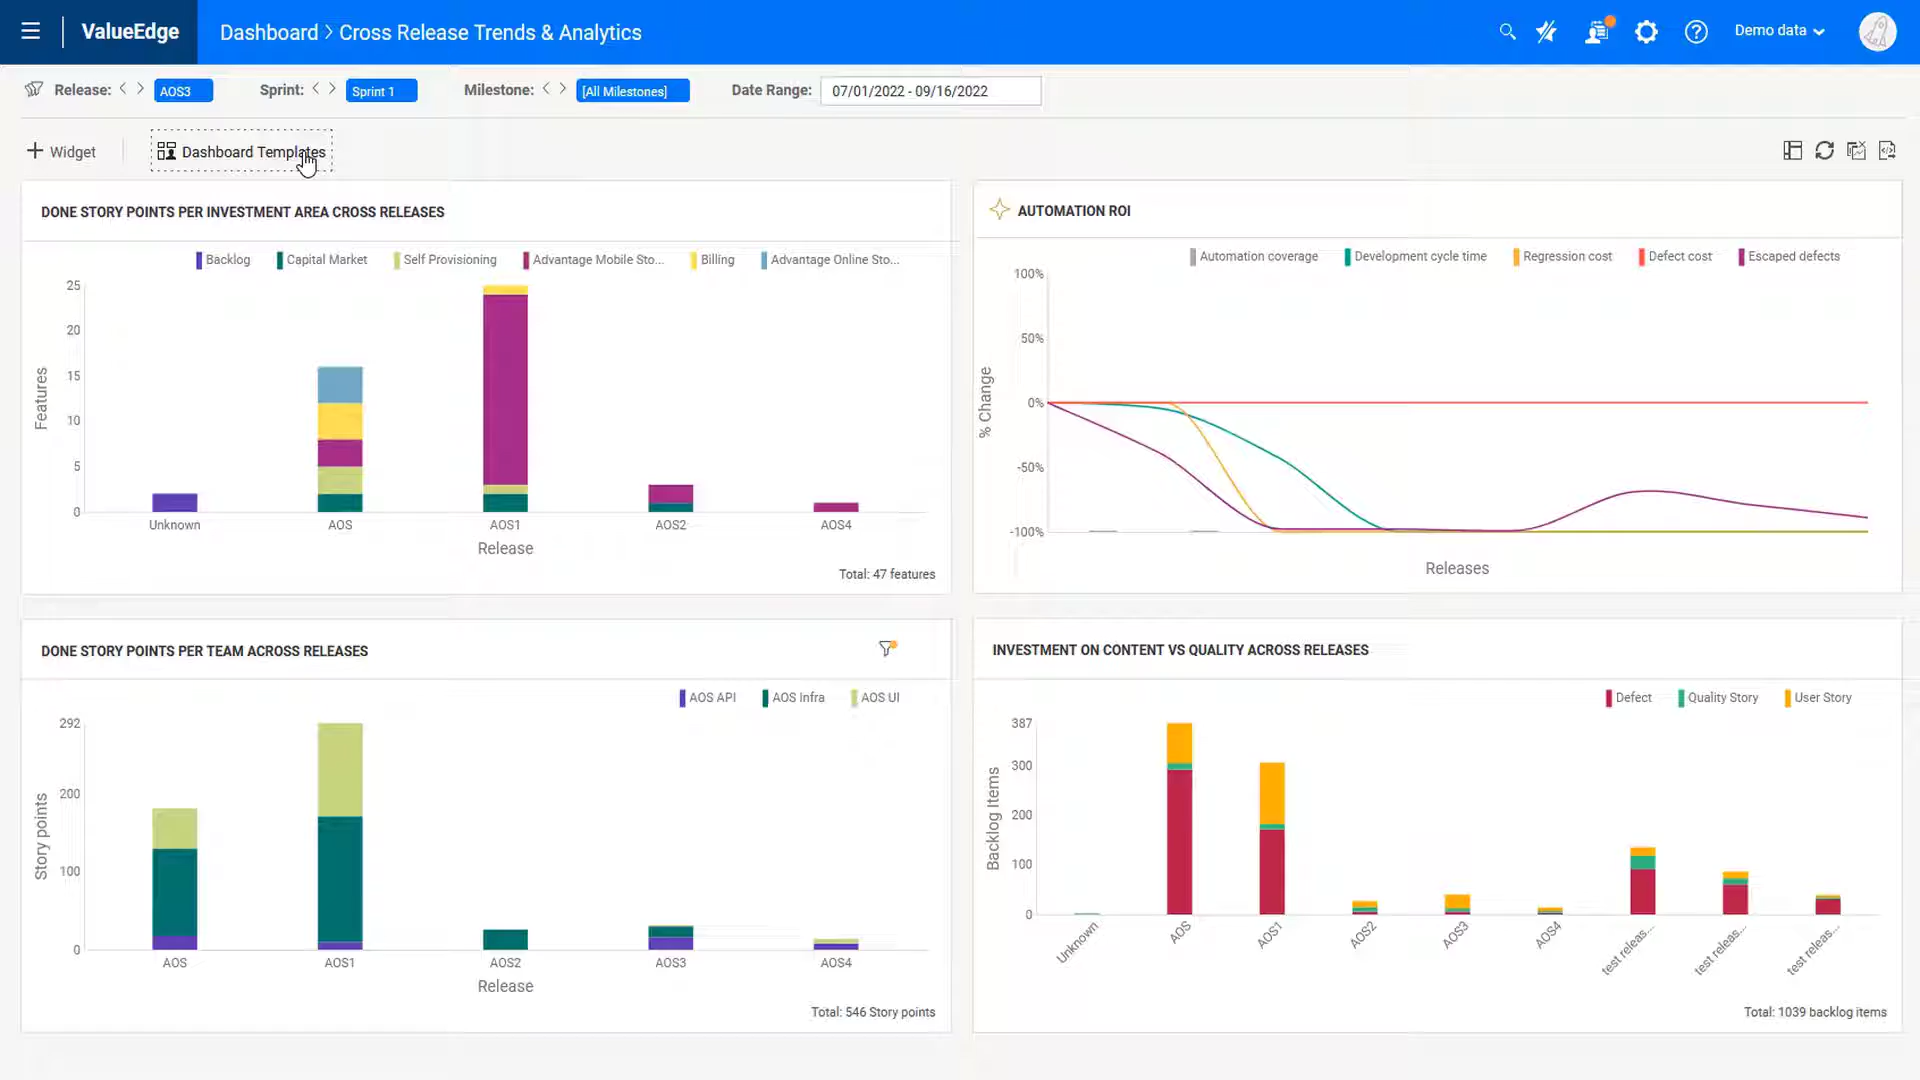 ValueEdge
Dashboard > Cross Release Trends & Analytics
Demo data
Release: < > AOS3
Sprint: < > Sprint 1
Milestone: < > [All Milestones]
Date Range: 07/01/2022 - 09/16/2022
+ Widget
Dashboard Templates
DONE STORY POINTS PER INVESTMENT AREA CROSS RELEASES
Backlog Capital Market Self Provisioning Advantage Mobile Sto... Billing Advantage Online Sto...
25
20
15
10
5
0
Features
Unknown AOS AOS1 AOS2 AOS4
Release
Total: 47 features
AUTOMATION ROI
Automation coverage Development cycle time Regression cost Defect cost Escaped defects
100%
50%
0%
-50%
-100%
% Change
Releases
DONE STORY POINTS PER TEAM ACROSS RELEASES
AOS API AOS Infra AOS UI
292
200
100
0
Story points
AOS AOS1 AOS2 AOS3 AOS4
Release
Total: 546 Story points
INVESTMENT ON CONTENT VS QUALITY ACROSS RELEASES
Defect Quality Story User Story
387
300
200
100
0
Backlog Items
Unknown AOS AOS1 AOS2 AOS3 AOS4 test releas... test releas... test releas...
Total: 1039 backlog items